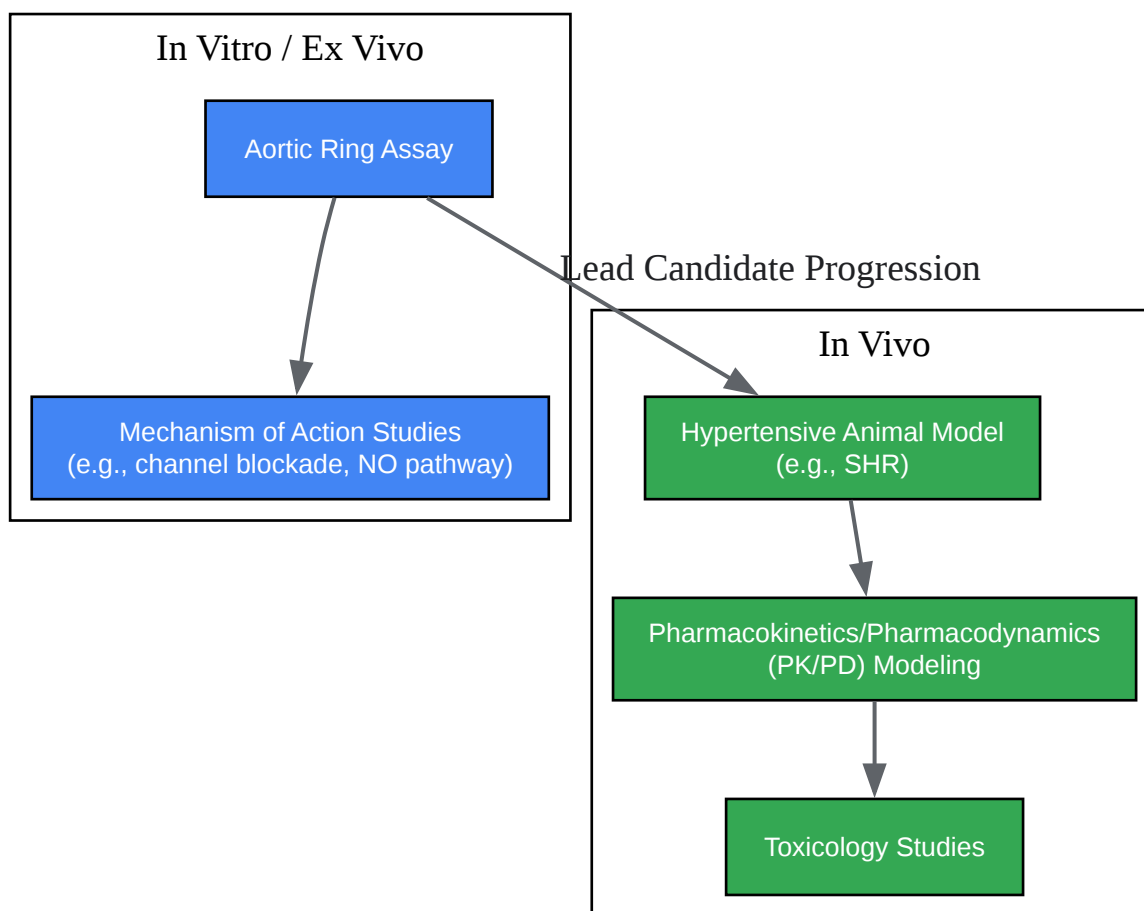 In Vitro / Ex Vivo
Aortic Ring Assay
Lead Candidate Progression
Mechanism of Action Studies
(e.g., channel blockade, NO pathway)
In Vivo
Hypertensive Animal Model
(e.g., SHR)
Pharmacokinetics/Pharmacodynamics
(PK/PD) Modeling
Toxicology Studies